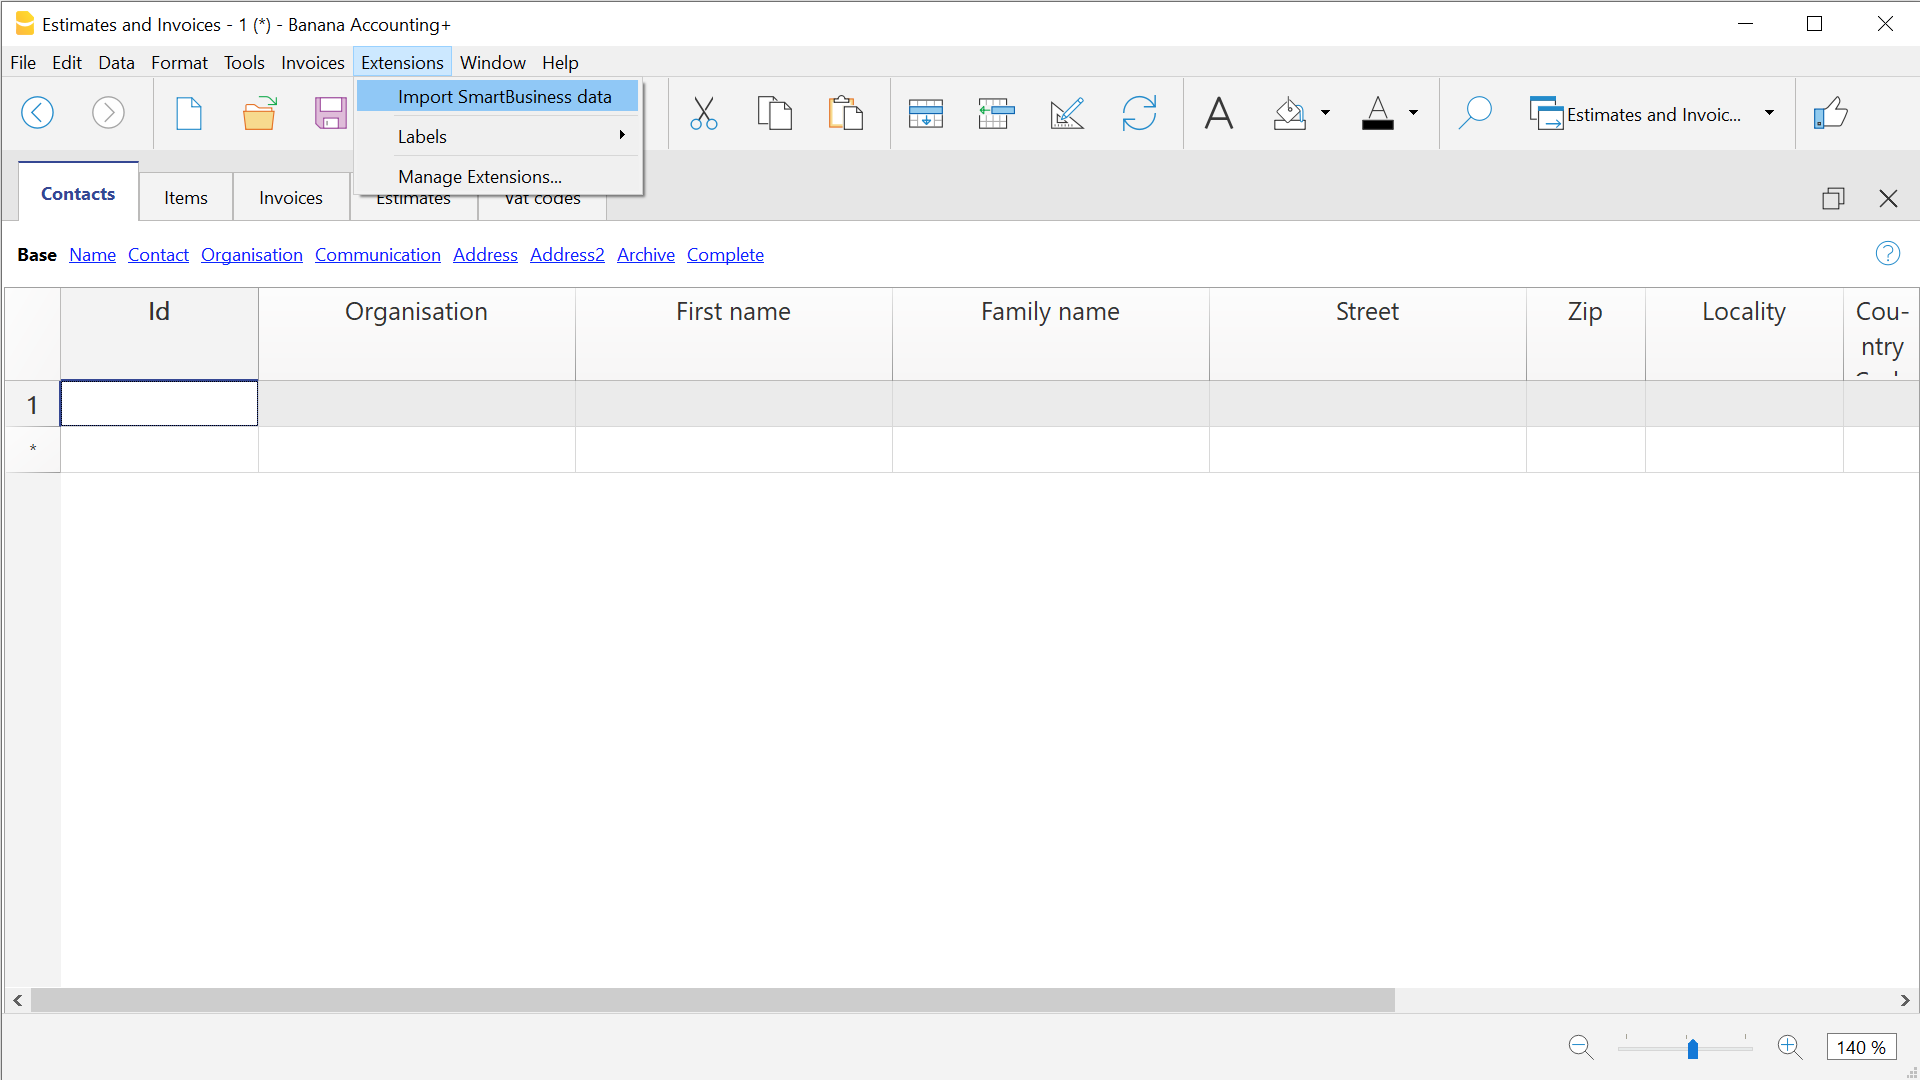 Estimates and Invoices - 1 (*) - Banana Accounting+
File Edit Data Format Tools Invoices Extensions Window Help
Import SmartBusiness data
Labels
Manage Extensions...
Estimates and Invoic...
Contacts Items Invoices Estimates Vat codes
Base Name Contact Organisation Communication Address Address2 Archive Complete
Id Organisation First name Family name Street Zip Locality Cou-
ntry
1
*
140 %